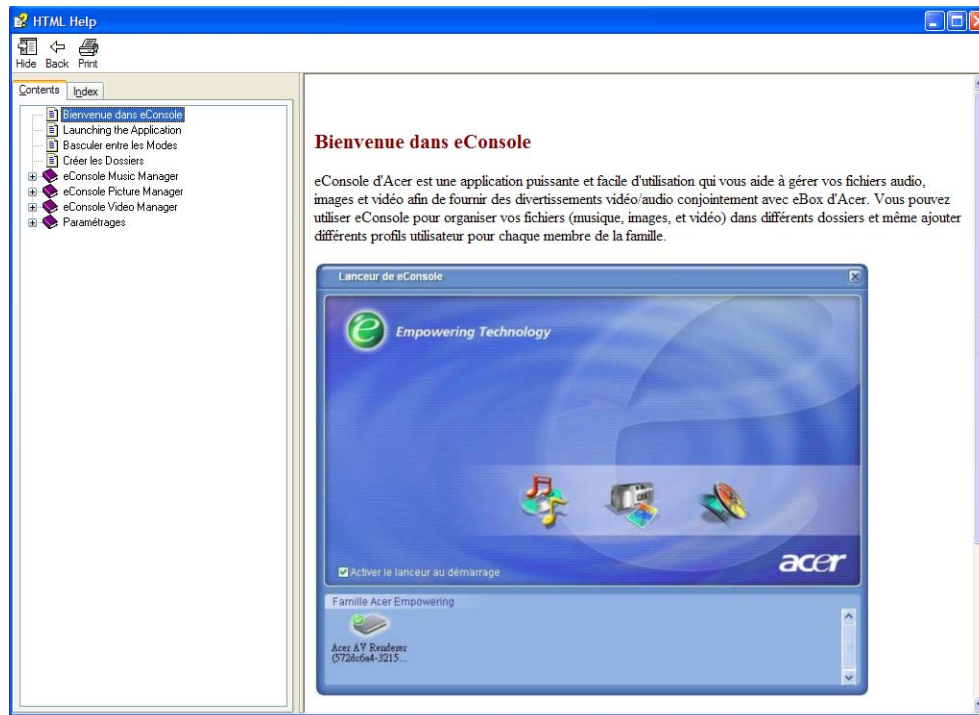 HTML Help
Hide Back Print
Contents Index
Bienvenue dans eConsole
Launching the Application
Basculer entre les Modes
Créer les Dossiers
eConsole Music Manager
eConsole Picture Manager
eConsole Video Manager
Paramétrages
Bienvenue dans eConsole
eConsole d'Acer est une application puissante et facile d'utilisation qui vous aide à gérer vos fichiers audio,
images et vidéo afin de fournir des divertissements vidéo/audio conjointement avec eBox d'Acer. Vous pouvez
utiliser eConsole pour organiser vos fichiers (musique, images, et vidéo) dans différents dossiers et même ajouter
différents profils utilisateur pour chaque membre de la famille.
Lanceur de eConsole
e Empowering Technology
acer
Activer le lanceur au démarrage
Famille Acer Empowering
Acer AV Renderer
(572dc6a4-3215...